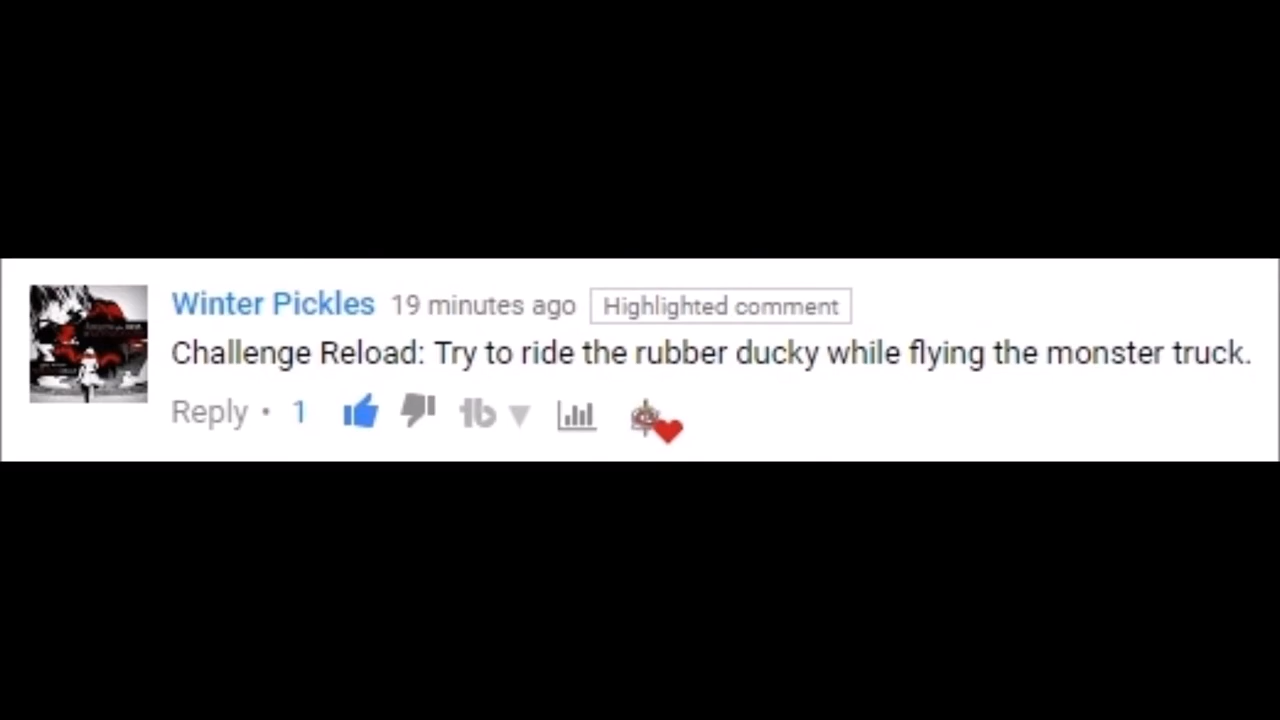 Winter Pickles 19 minutes ago Highlighted comment
Challenge Reload: Try to ride the rubber ducky while flying the monster truck.
Reply • 1 tb